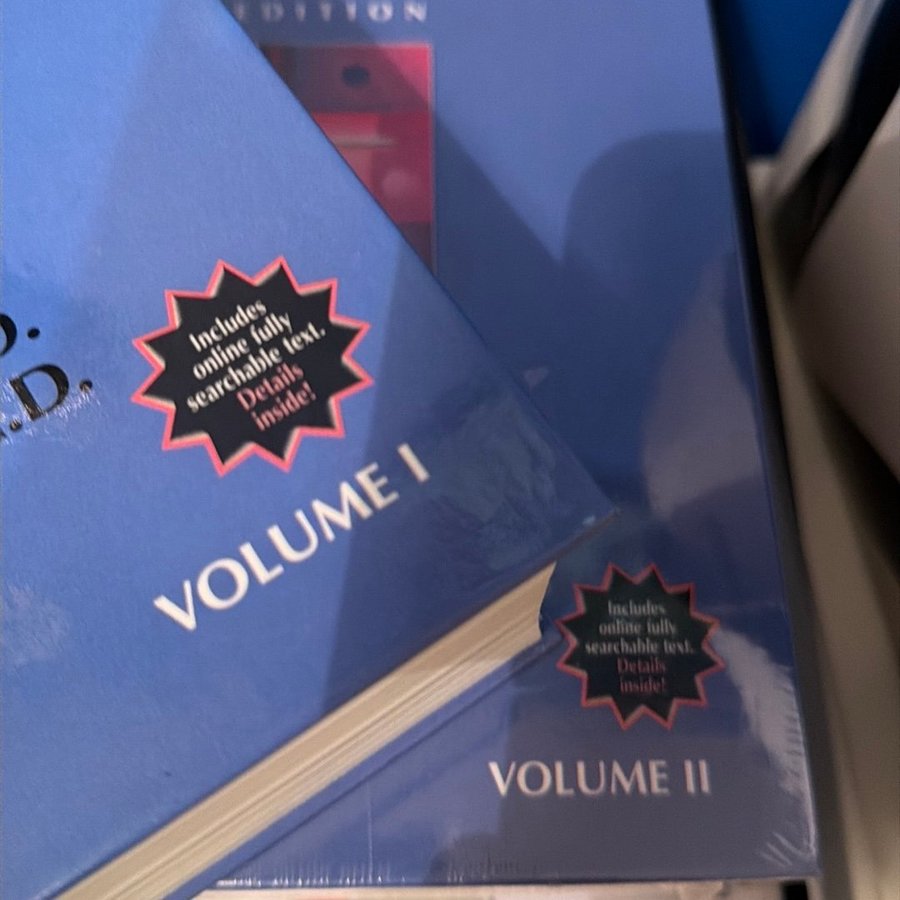 EDITION
D.
.D.
Includes
online fully
searchable text.
Details
inside!
VOLUME I
Includes
online fully
searchable text.
Details
inside!
VOLUME II